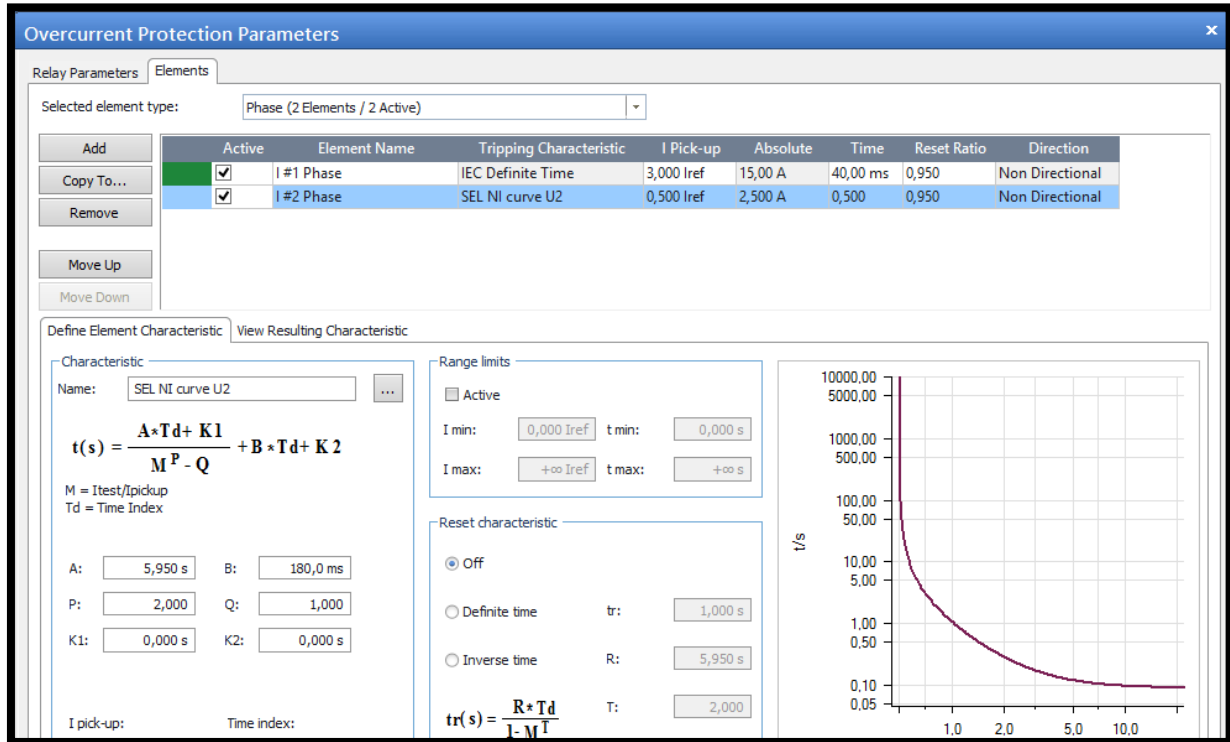 Overcurrent Protection Parameters x
Relay Parameters Elements
Selected element type: Phase (2 Elements / 2 Active)
Add
Copy To...
Remove
Move Up
Move Down
Active Element Name Tripping Characteristic I Pick-up Absolute Time Reset Ratio Direction
I #1 Phase IEC Definite Time 3,000 Iref 15,00 A 40,00 ms 0,950 Non Directional
I #2 Phase SEL NI curve U2 0,500 Iref 2,500 A 0,500 0,950 Non Directional
Define Element Characteristic View Resulting Characteristic
Characteristic
Name: SEL NI curve U2 ...
t(s) = A*Td+ K1 / M^P - Q + B *Td+ K 2
M = Itest/Ipickup
Td = Time Index
A: 5,950 s B: 180,0 ms
P: 2,000 Q: 1,000
K1: 0,000 s K2: 0,000 s
I pick-up: Time index:
Range limits
Active
I min: 0,000 Iref t min: 0,000 s
I max: +∞ Iref t max: +∞ s
Reset characteristic
Off
Definite time tr: 1,000 s
Inverse time R: 5,950 s
tr(s) = R* Td / 1- M^T
T: 2,000
t/s
10000,00
5000,00
1000,00
500,00
100,00
50,00
10,00
5,00
1,00
0,50
0,10
0,05
1,0 2,0 5,0 10,0